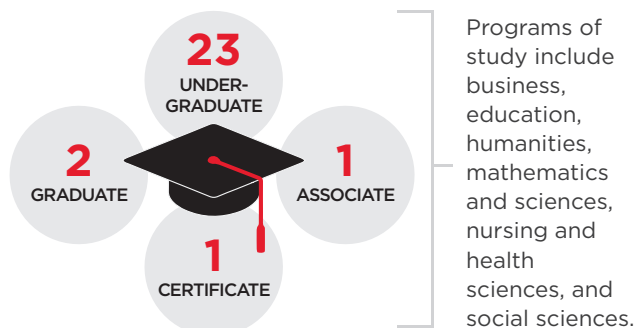 23
UNDER-
GRADUATE
2
GRADUATE
1
ASSOCIATE
1
CERTIFICATE
Programs of
study include
business,
education,
humanities,
mathematics
and sciences,
nursing and
health
sciences, and
social sciences.